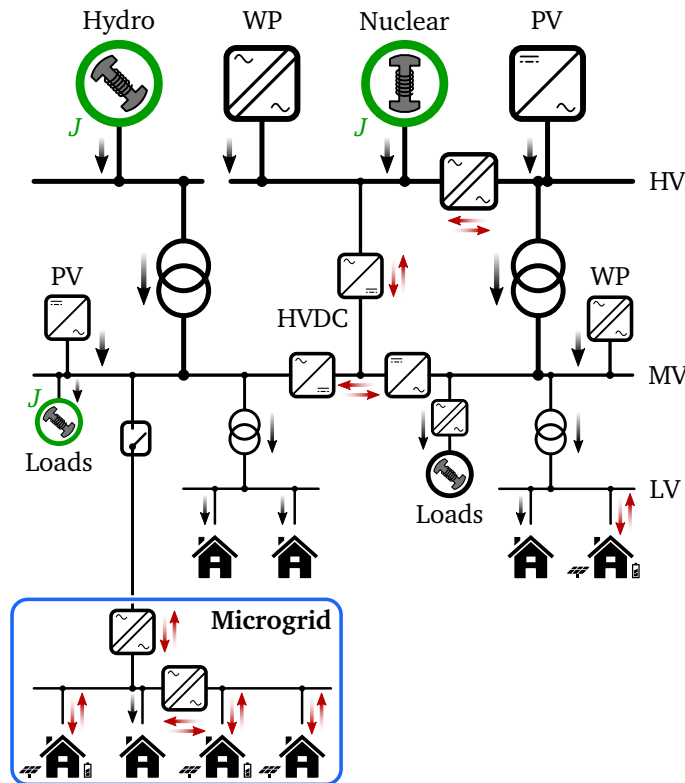 Hydro WP Nuclear PV
J J
HV
PV WP
HVDC
MV
J
Loads
Loads
LV
Microgrid